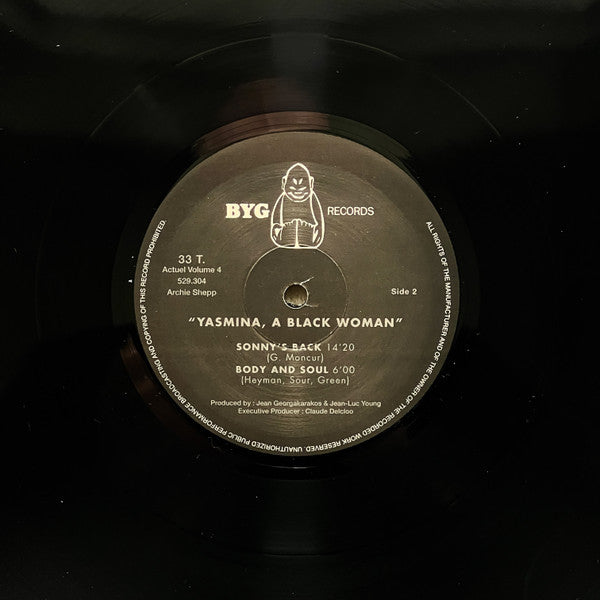 BYG RECORDS
33 T.
Actuel Volume 4
529.304
Archie Shepp
Side 2
"YASMINA, A BLACK WOMAN"
SONNY'S BACK 14'20
(G. Moncur)
BODY AND SOUL 6'00
(Heyman, Sour, Green)
Produced by : Jean Georgakarakos & Jean-Luc Young
Executive Producer : Claude Delcloo
ALL RIGHTS OF THE MANUFACTURER AND OF THE OWNER OF THE RECORDED WORK RESERVED. UNAUTHORIZED PUBLIC PERFORMANCE BROADCASTING AND COPYING OF THIS RECORD PROHIBITED.